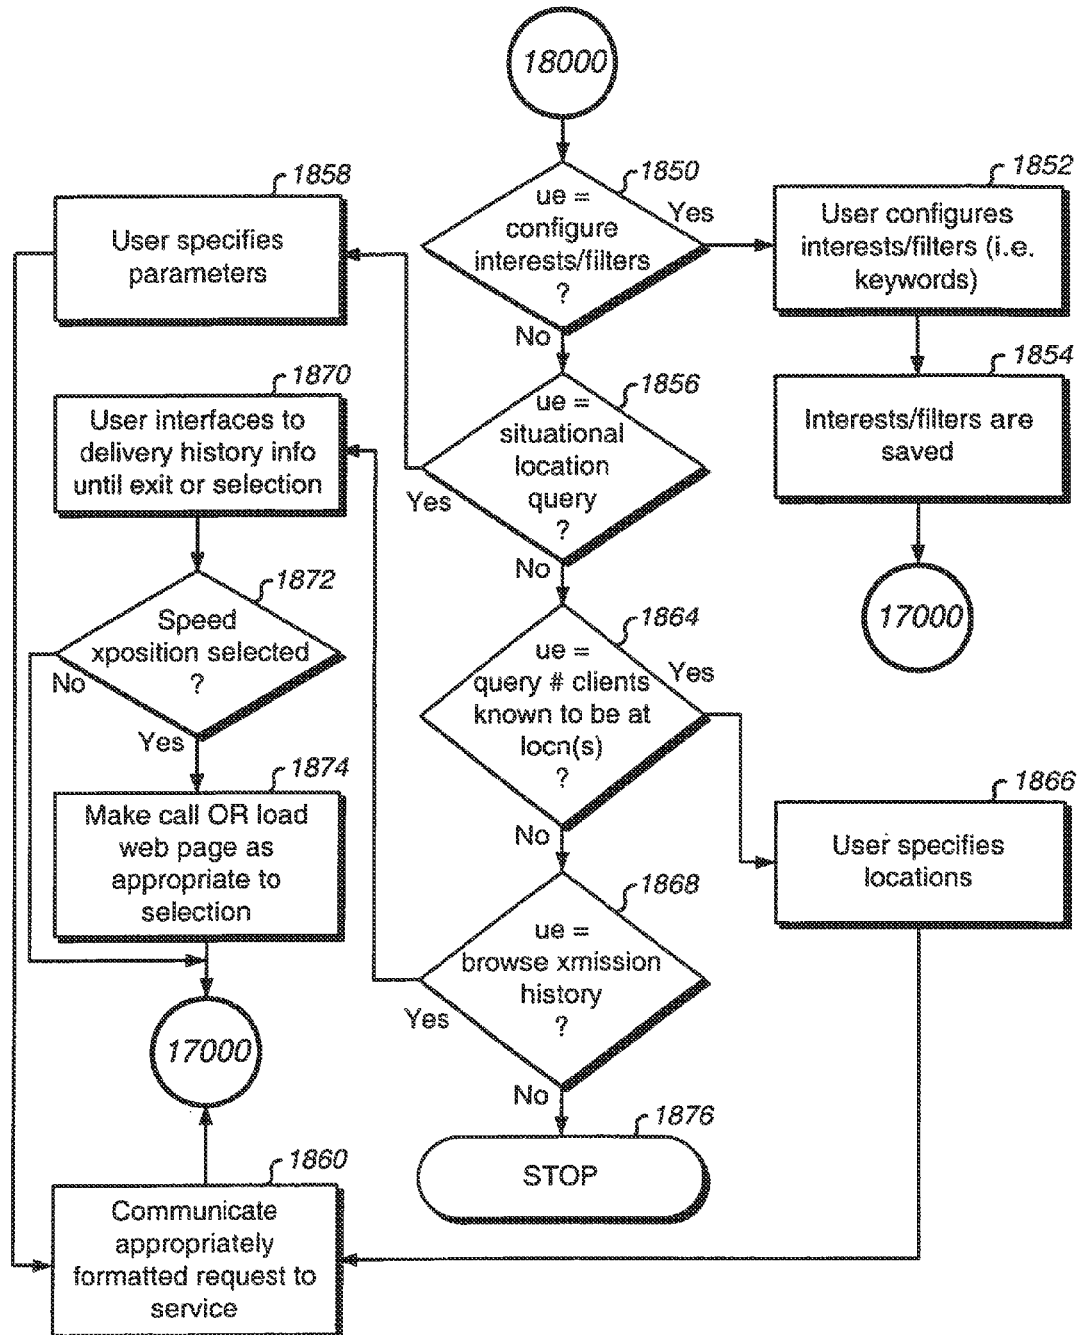 18000
1850
ue =
configure
interests/filters
?
Yes
No
1852
User configures
interests/filters (i.e.
keywords)
1854
Interests/filters are
saved
17000
1856
ue =
situational
location
query
?
Yes
No
1858
User specifies
parameters
1864
ue =
query # clients
known to be at
locn(s)
?
Yes
No
1866
User specifies
locations
1868
ue =
browse xmission
history
?
Yes
No
1870
User interfaces to
delivery history info
until exit or selection
1872
Speed
xposition selected
?
No
Yes
1874
Make call OR load
web page as
appropriate to
selection
17000
1860
Communicate
appropriately
formatted request to
service
1876
STOP